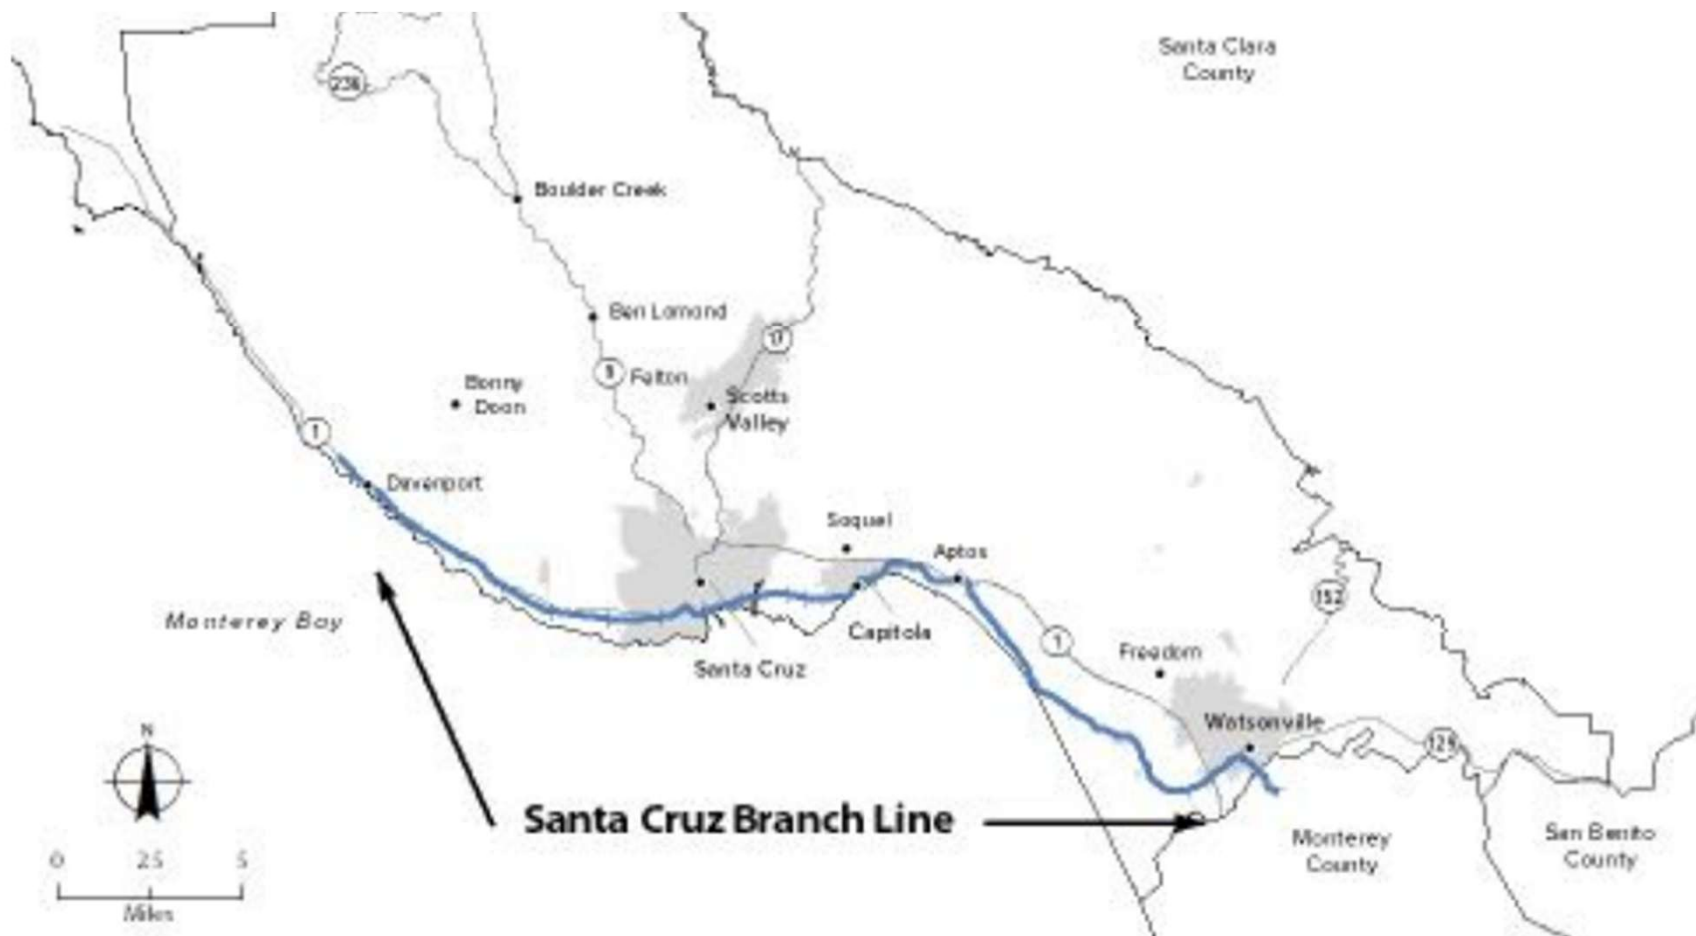 Santa Clara
County
236
Boulder Creek
Ben Lomond
17
9
Felton
Bonny
Doon
Scotts
Valley
1
Davenport
Soquel
Aptos
152
Monterey Bay
Capitola
1
Freedom
Santa Cruz
Watsonville
129
N
Santa Cruz Branch Line
Monterey
County
San Benito
County
0 2.5 5
Miles